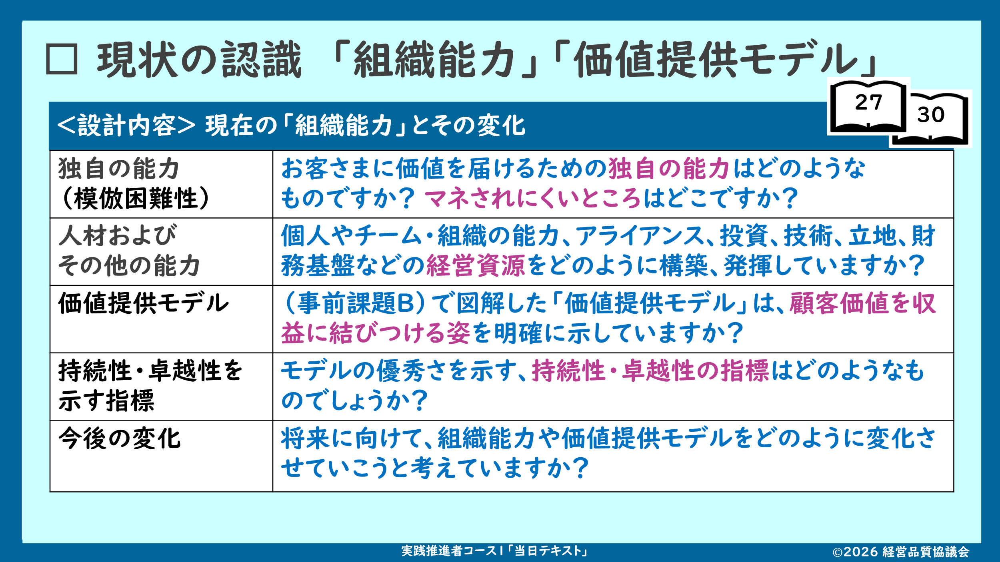 □ 現状の認識　「組織能力」「価値提供モデル」
27
30
＜設計内容＞ 現在の「組織能力」とその変化
独自の能力
（模倣困難性）
お客さまに価値を届けるための独自の能力はどのような
ものですか？ マネされにくいところはどこですか？
人材および
その他の能力
個人やチーム・組織の能力、アライアンス、投資、技術、立地、財
務基盤などの経営資源をどのように構築、発揮していますか？
価値提供モデル
（事前課題B）で図解した「価値提供モデル」は、顧客価値を収
益に結びつける姿を明確に示していますか？
持続性・卓越性を
示す指標
モデルの優秀さを示す、持続性・卓越性の指標はどのようなも
のでしょうか？
今後の変化
将来に向けて、組織能力や価値提供モデルをどのように変化さ
せていこうと考えていますか？
実践推進者コースⅠ「当日テキスト」
©2026 経営品質協議会